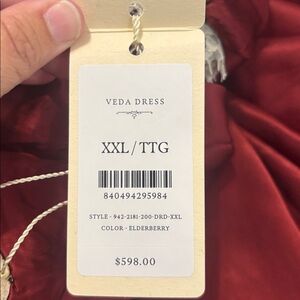 VEDA DRESS
XXL/TTG
840494295984
STYLE - 942-2181-200-DRD-XXL
COLOR - ELDERBERRY
$598.00